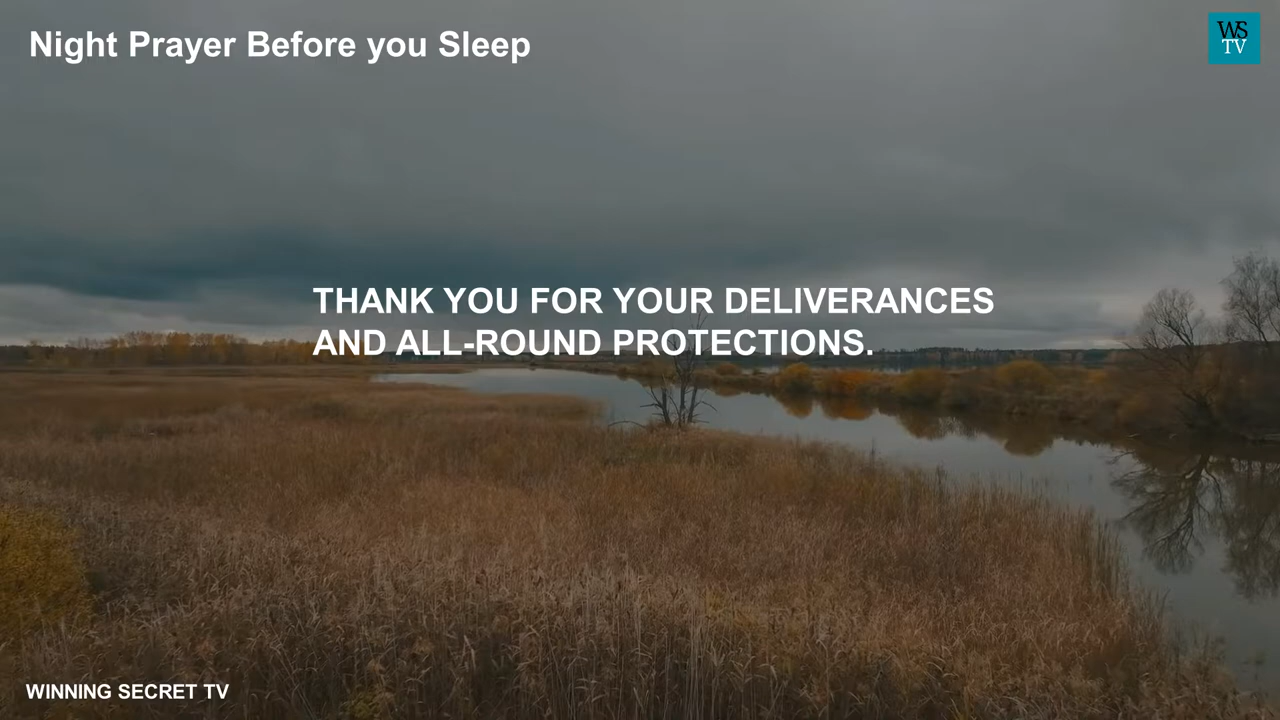 Night Prayer Before you Sleep
WS
TV
THANK YOU FOR YOUR DELIVERANCES
AND ALL-ROUND PROTECTIONS.
WINNING SECRET TV